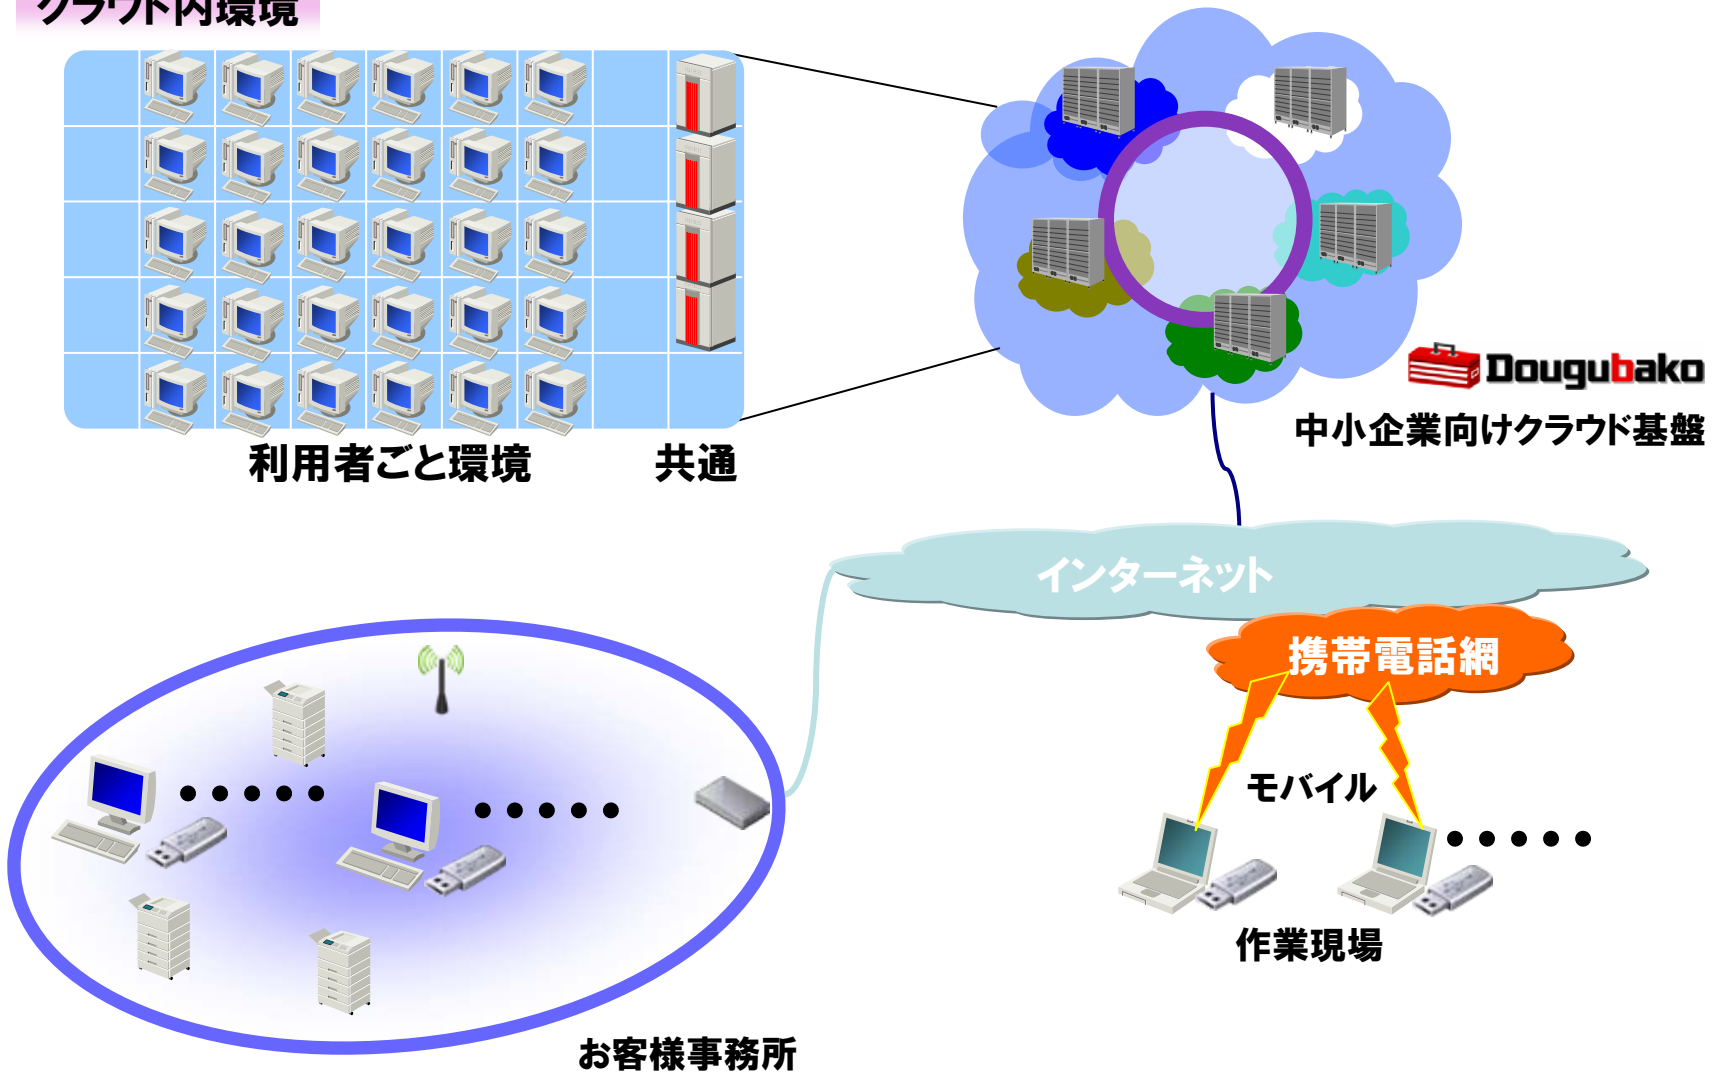 クラウド内環境
利用者ごと環境
共通
Dougubako
中小企業向けクラウド基盤
インターネット
携帯電話網
モバイル
作業現場
お客様事務所